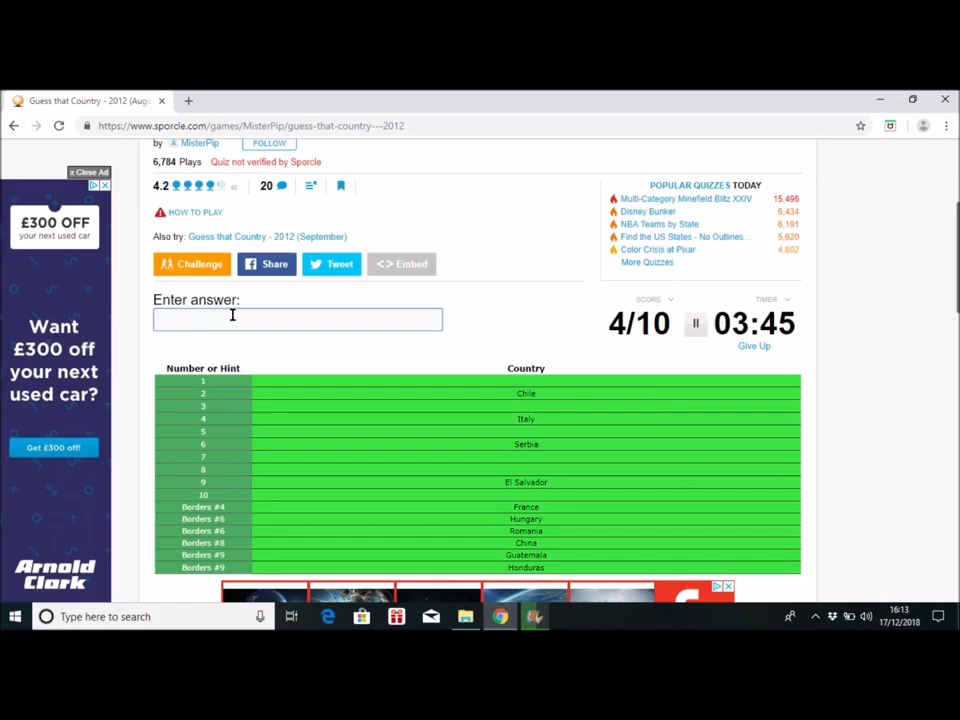 Guess that Country - 2012 (Augu
https://www.sporcle.com/games/MisterPip/guess-that-country---2012
by MisterPip FOLLOW
6,784 Plays Quiz not verified by Sporcle
4.2 20
HOW TO PLAY
Also try: Guess that Country - 2012 (September)
Challenge Share Tweet <> Embed
POPULAR QUIZZES TODAY
Multi-Category Minefield Blitz XXIV 15,496
Disney Bunker 6,434
NBA Teams by State 6,191
Find the US States - No Outlines... 5,620
Color Crisis at Pixar 4,802
More Quizzes
Enter answer:
SCORE TIMER
4/10 03:45
Give Up
Number or Hint Country
1
2 Chile
3
4 Italy
5
6 Serbia
7
8
9 El Salvador
10
Borders #4 France
Borders #6 Hungary
Borders #6 Romania
Borders #8 China
Borders #9 Guatemala
Borders #9 Honduras
x Close Ad
£300 OFF
your next used car
Want
£300 off
your next
used car?
Get £300 off!
Arnold
Clark
Type here to search
16:13
17/12/2018